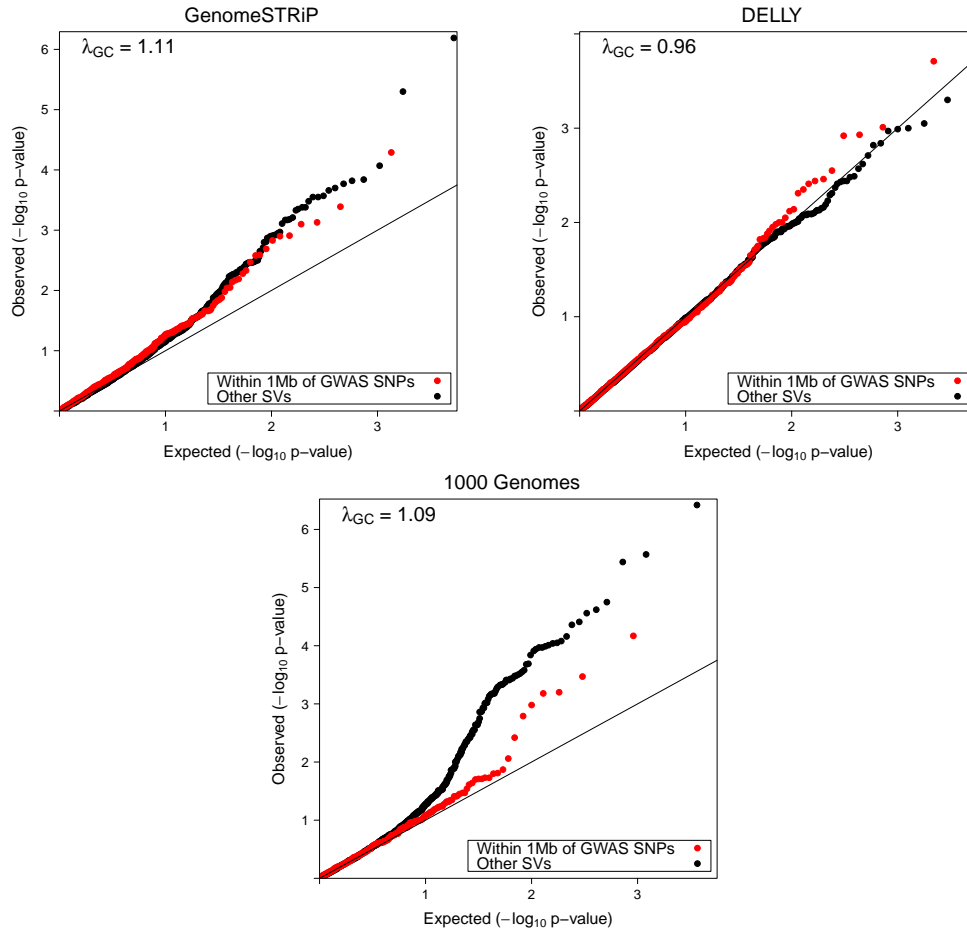 GenomeSTRiP
λGC = 1.11
6
5
4
3
2
1
Observed (−log10 p−value)
Within 1Mb of GWAS SNPs
Other SVs
1
2
3
Expected (−log10 p−value)
DELLY
λGC = 0.96
3
2
1
Observed (−log10 p−value)
Within 1Mb of GWAS SNPs
Other SVs
1
2
3
Expected (−log10 p−value)
1000 Genomes
λGC = 1.09
6
5
4
3
2
1
Observed (−log10 p−value)
Within 1Mb of GWAS SNPs
Other SVs
1
2
3
Expected (−log10 p−value)